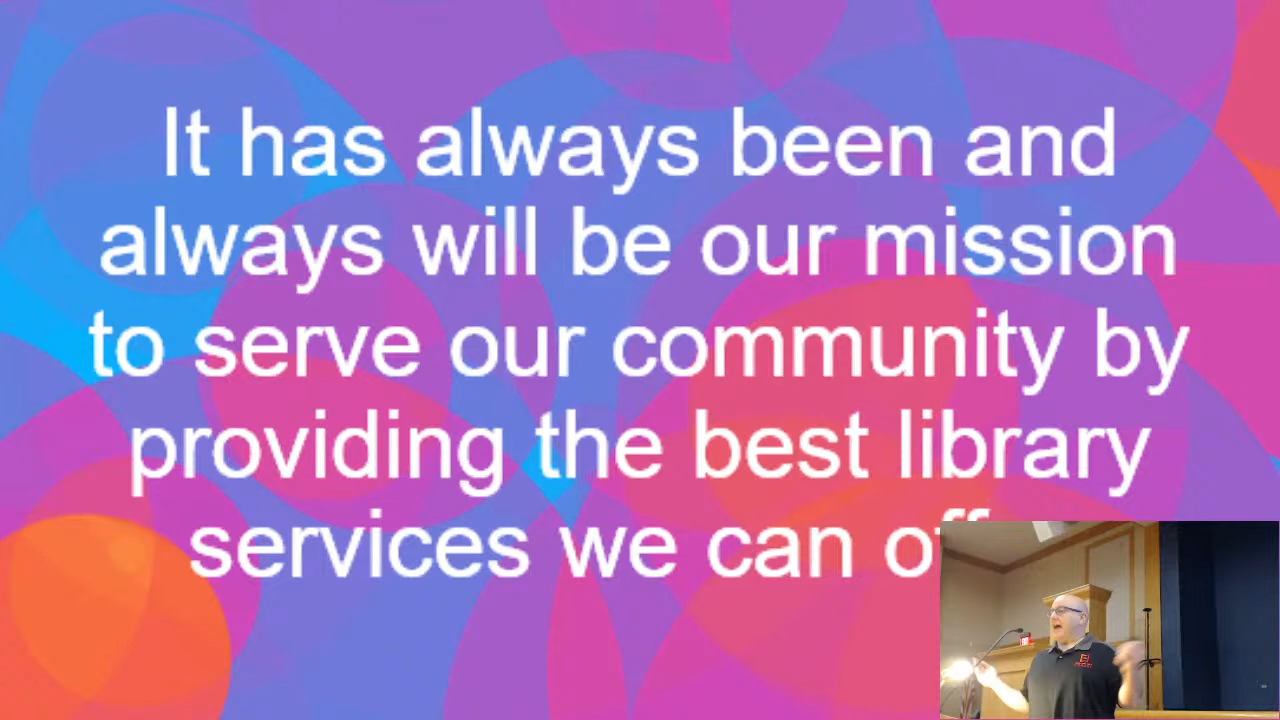 It has always been and
always will be our mission
to serve our community by
providing the best library
services we can